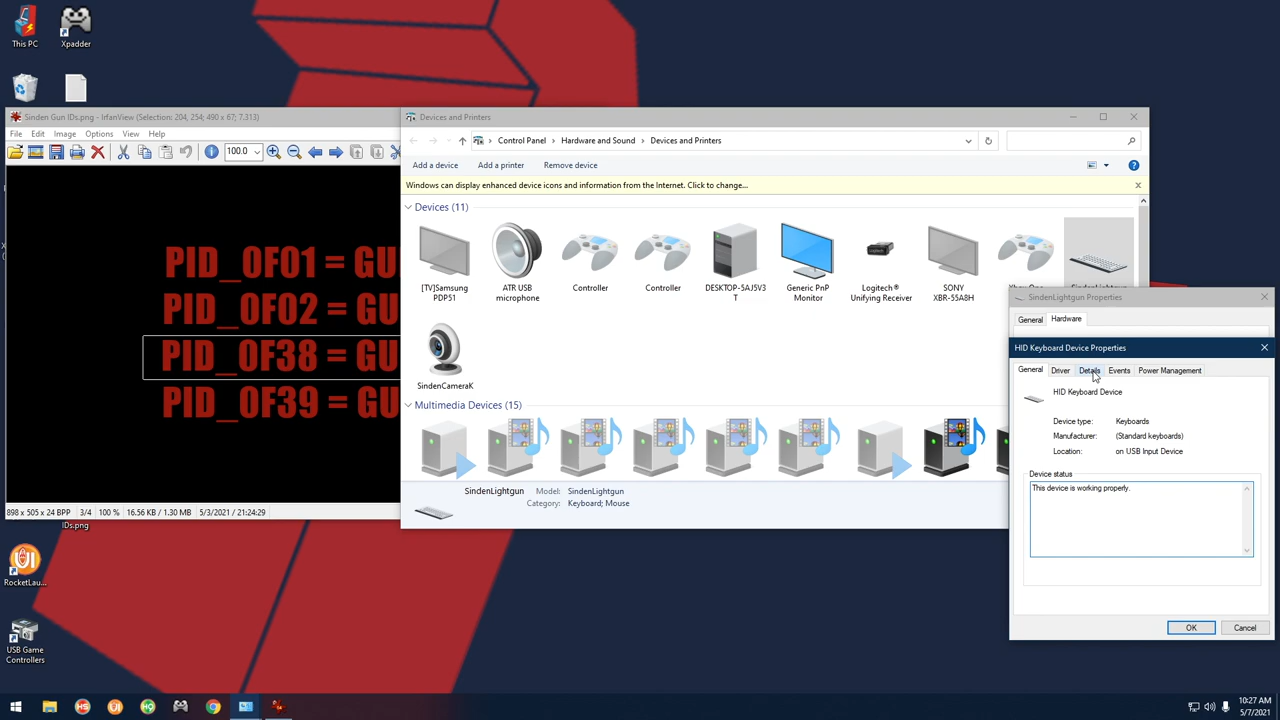 This PC
Xpadder
Sinden Gun IDs.png - IrfanView (Selection: 204, 254; 490 x 67; 7.313)
File Edit Image Options View Help
100.0
PID_0F01 = GU
PID_0F02 = GU
PID_0F38 = GU
PID_0F39 = GU
898 x 505 x 24 BPP 3/4 100 % 16.56 KB / 1.30 MB 5/3/2021 / 21:24:29
IDs.png
RocketLau...
USB Game
Controllers
Devices and Printers
Control Panel Hardware and Sound Devices and Printers
Add a device Add a printer Remove device
Windows can display enhanced device icons and information from the Internet. Click to change...
Devices (11)
[TV]Samsung
PDP51
ATR USB
microphone
Controller
Controller
DESKTOP-5AJ5V3
T
Generic PnP
Monitor
Logitech®
Unifying Receiver
SONY
XBR-55A8H
SindenCameraK
Multimedia Devices (15)
SindenLightgun Model: SindenLightgun
Category: Keyboard; Mouse
SindenLightgun Properties
General Hardware
HID Keyboard Device Properties
General Driver Details Events Power Management
HID Keyboard Device
Device type: Keyboards
Manufacturer: (Standard keyboards)
Location: on USB Input Device
Device status
This device is working properly.
OK Cancel
10:27 AM
5/7/2021